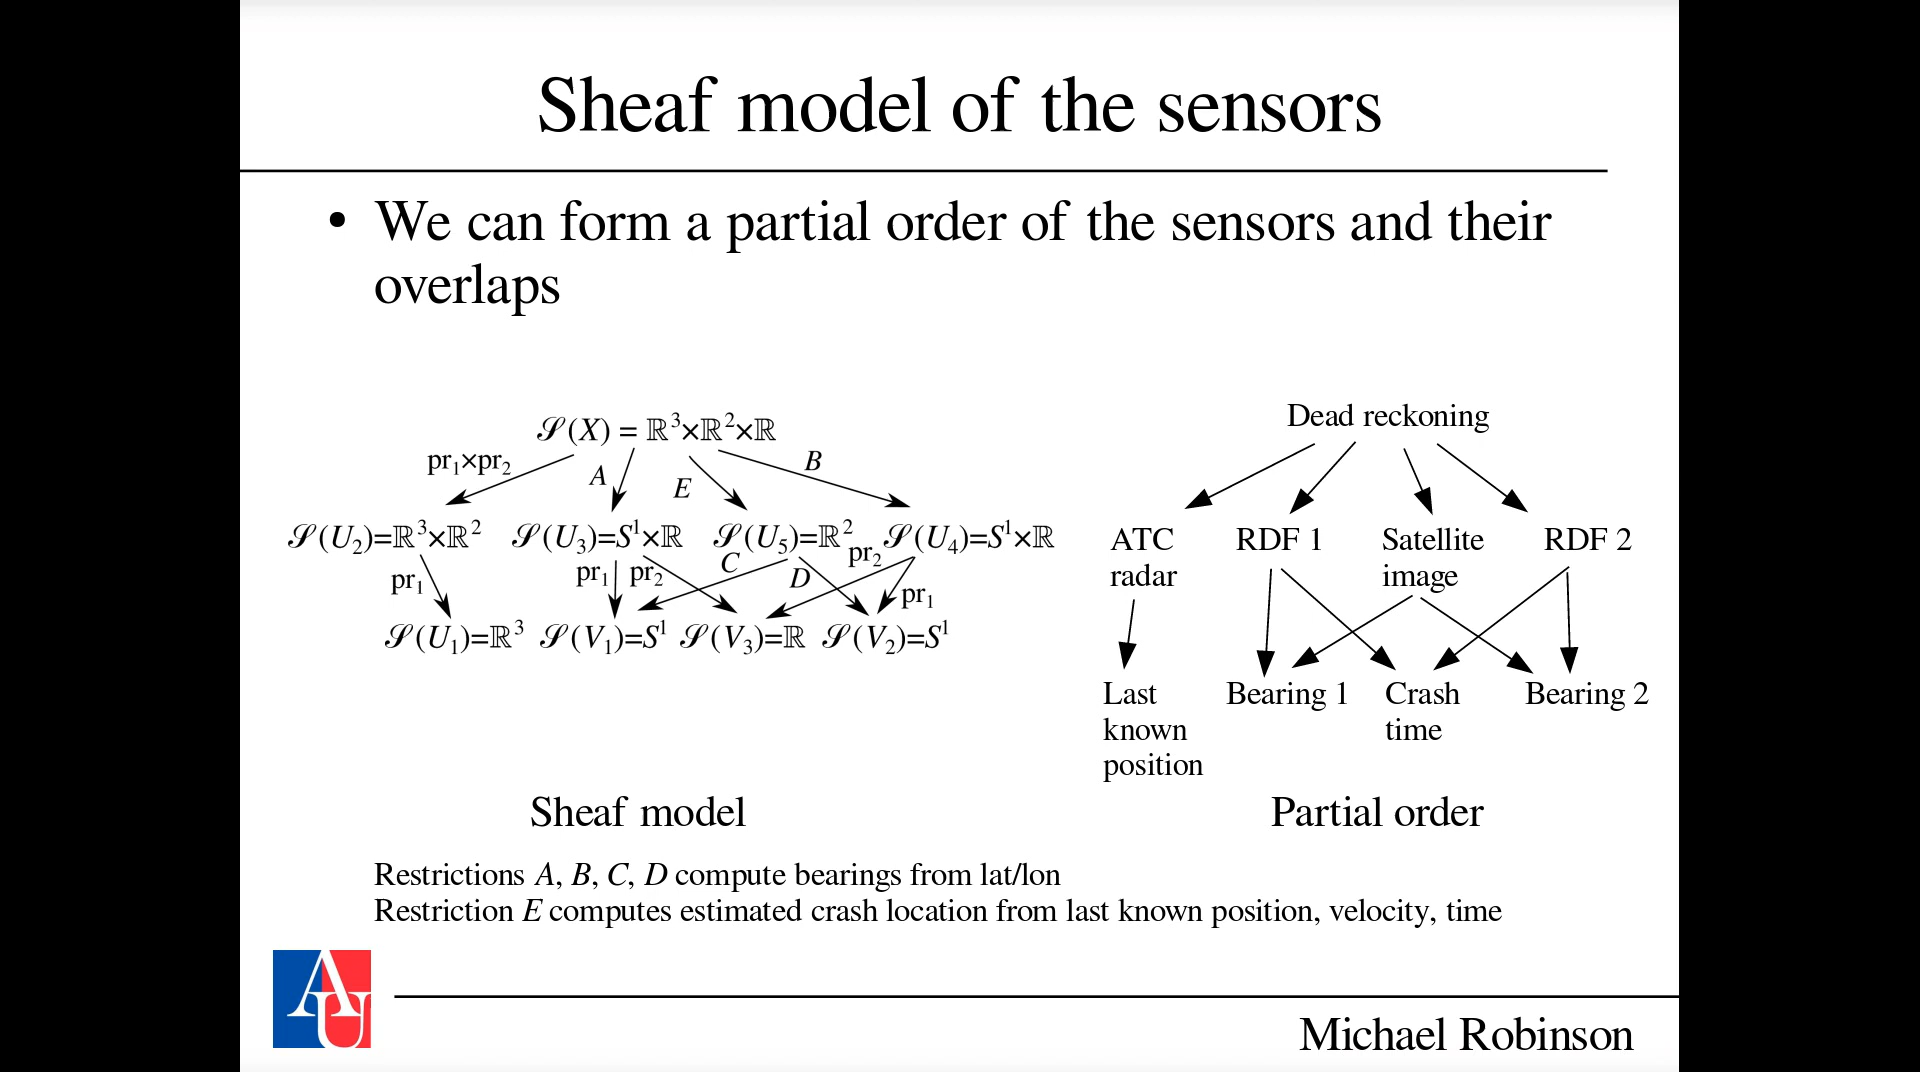 Sheaf model of the sensors
• We can form a partial order of the sensors and their
overlaps
𝒮(X) = ℝ³×ℝ²×ℝ
pr₁×pr₂ A E B
𝒮(U₂)=ℝ³×ℝ² 𝒮(U₃)=S¹×ℝ 𝒮(U₅)=ℝ² 𝒮(U₄)=S¹×ℝ
pr₁ pr₁ pr₂ C D pr₂ pr₁
𝒮(U₁)=ℝ³ 𝒮(V₁)=S¹ 𝒮(V₃)=ℝ 𝒮(V₂)=S¹
Sheaf model
Dead reckoning
ATC
radar
RDF 1
Satellite
image
RDF 2
Last
known
position
Bearing 1
Crash
time
Bearing 2
Partial order
Restrictions A, B, C, D compute bearings from lat/lon
Restriction E computes estimated crash location from last known position, velocity, time
AU
Michael Robinson